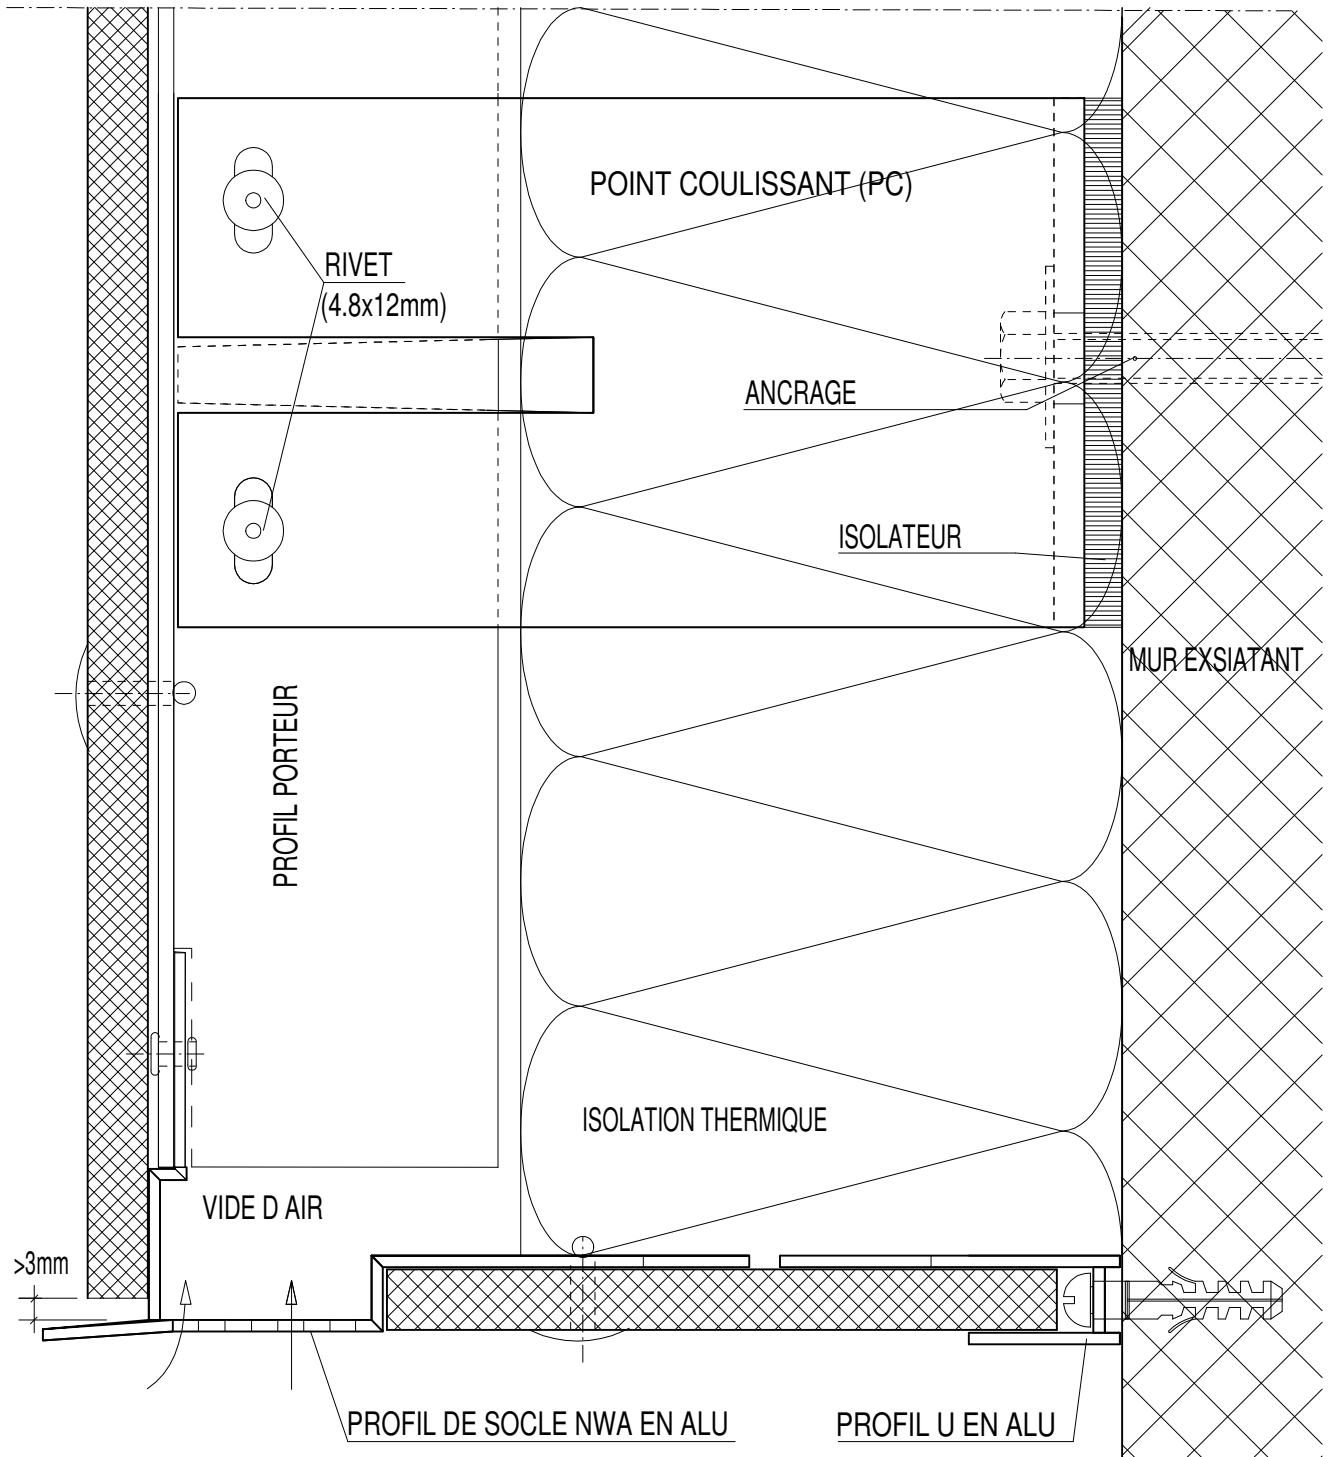 POINT COULISSANT (PC)
RIVET
(4.8x12mm)
ANCRAGE
ISOLATEUR
MUR EXSIATANT
PROFIL PORTEUR
ISOLATION THERMIQUE
VIDE D AIR
>3mm
PROFIL DE SOCLE NWA EN ALU
PROFIL U EN ALU